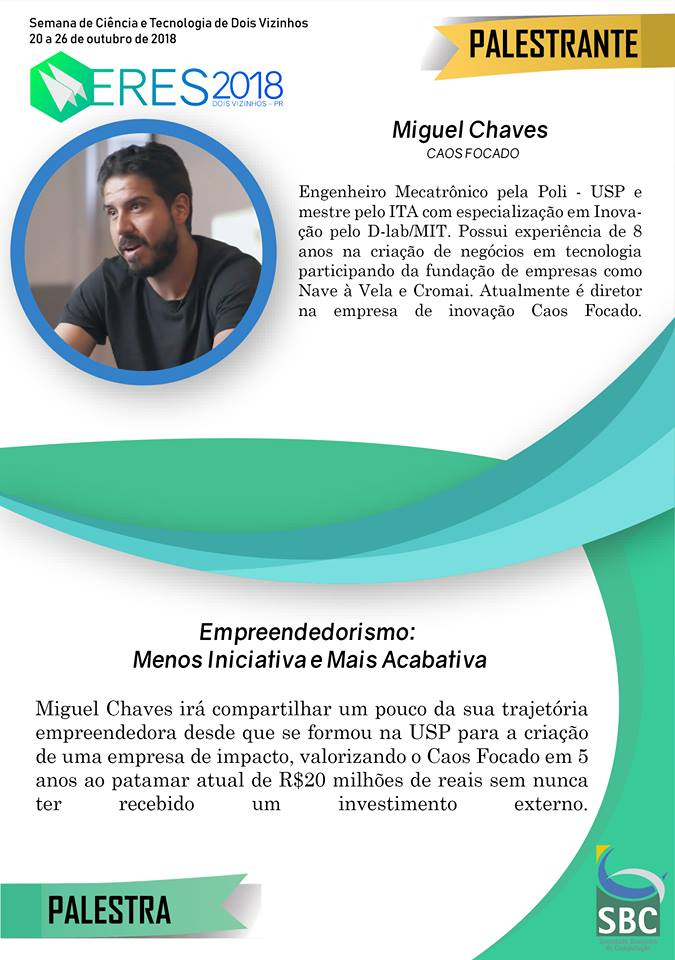 Semana de Ciência e Tecnologia de Dois Vizinhos
20 a 26 de outubro de 2018
PALESTRANTE
ERES 2018
DOIS VIZINHOS - PR
Miguel Chaves
CAOS FOCADO
Engenheiro Mecatrônico pela Poli - USP e
mestre pelo ITA com especialização em Inova-
ção pelo D-lab/MIT. Possui experiência de 8
anos na criação de negócios em tecnologia
participando da fundação de empresas como
Nave à Vela e Cromai. Atualmente é diretor
na empresa de inovação Caos Focado.
Empreendedorismo:
Menos Iniciativa e Mais Acabativa
Miguel Chaves irá compartilhar um pouco da sua trajetória
empreendedora desde que se formou na USP para a criação
de uma empresa de impacto, valorizando o Caos Focado em 5
anos ao patamar atual de R$20 milhões de reais sem nunca
ter recebido um investimento externo.
PALESTRA
SBC
Sociedade Brasileira
de Computação